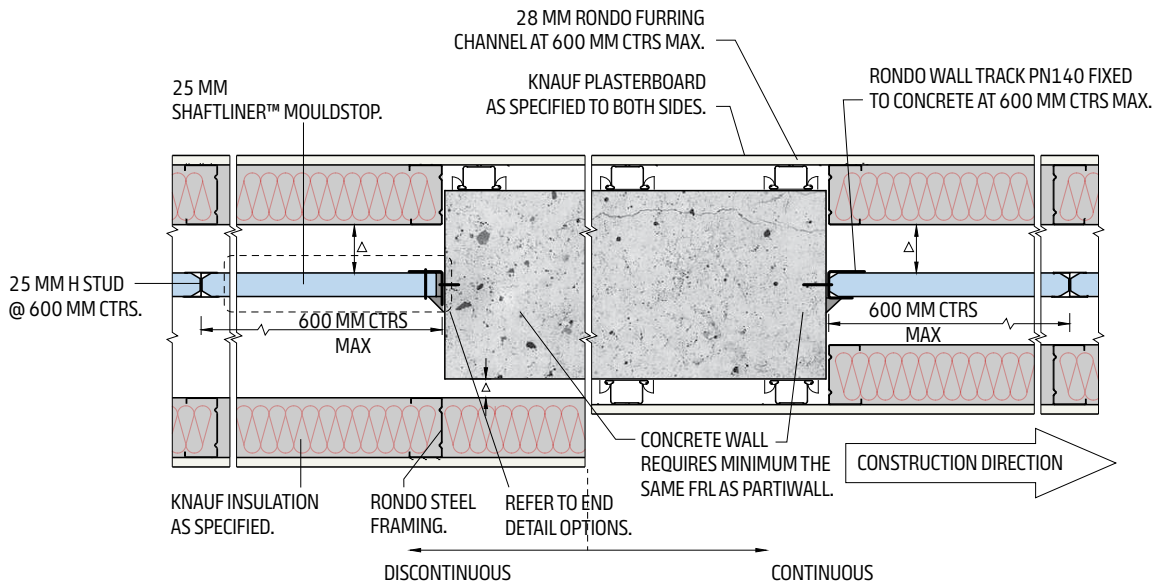 28 MM RONDO FURRING
CHANNEL AT 600 MM CTRS MAX.
25 MM
SHAFTLINER™ MOULDSTOP.
KNAUF PLASTERBOARD
AS SPECIFIED TO BOTH SIDES.
RONDO WALL TRACK PN140 FIXED
TO CONCRETE AT 600 MM CTRS MAX.
△
△
25 MM H STUD
@ 600 MM CTRS.
600 MM CTRS
MAX
600 MM CTRS
MAX
△
KNAUF INSULATION
AS SPECIFIED.
RONDO STEEL
FRAMING.
REFER TO END
DETAIL OPTIONS.
CONCRETE WALL
REQUIRES MINIMUM THE
SAME FRL AS PARTIWALL.
CONSTRUCTION DIRECTION
DISCONTINUOUS
CONTINUOUS